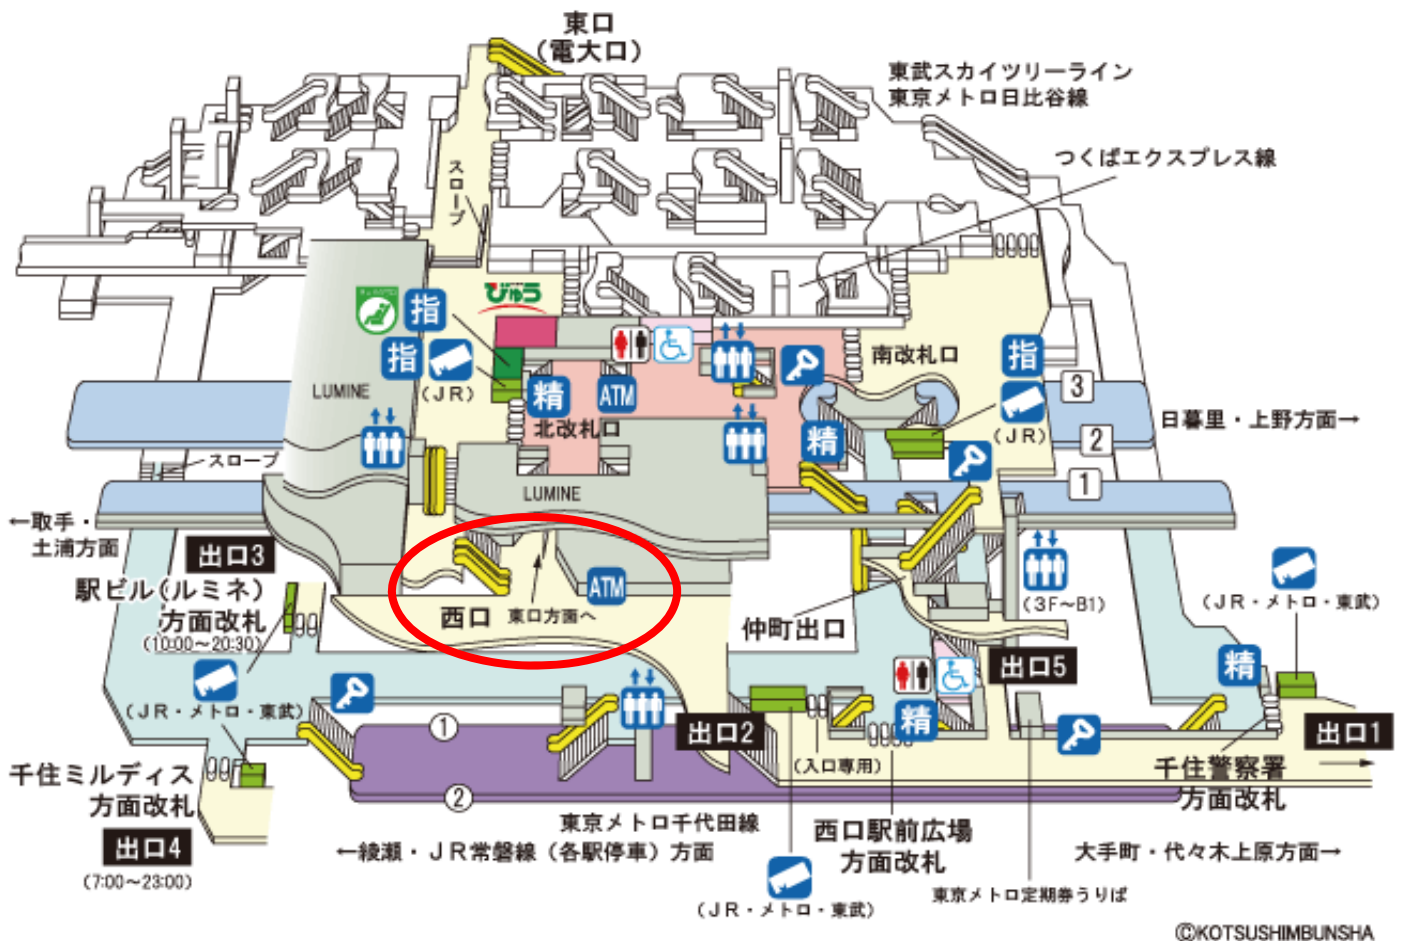 東口
(電大口)
東武スカイツリーライン
東京メトロ日比谷線
つくばエクスプレス線
スロープ
びゅう
指
指
(JR)
LUMINE
精
ATM
北改札口
南改札口
指
(JR)
3
2
1
日暮里・上野方面→
精
スロープ
LUMINE
←取手・
土浦方面
出口3
駅ビル(ルミネ)
方面改札
(10:00～20:30)
(JR・メトロ・東武)
西口
東口方面へ
ATM
仲町出口
(3F～B1)
(JR・メトロ・東武)
出口5
精
精
出口2
出口1
(入口専用)
千住警察署
方面改札
①
②
千住ミルディス
方面改札
出口4
(7:00～23:00)
東京メトロ千代田線
←綾瀬・JR常磐線(各駅停車)方面
西口駅前広場
方面改札
大手町・代々木上原方面→
東京メトロ定期券うりば
(JR・メトロ・東武)
©KOTSUSHIMBUNSHA